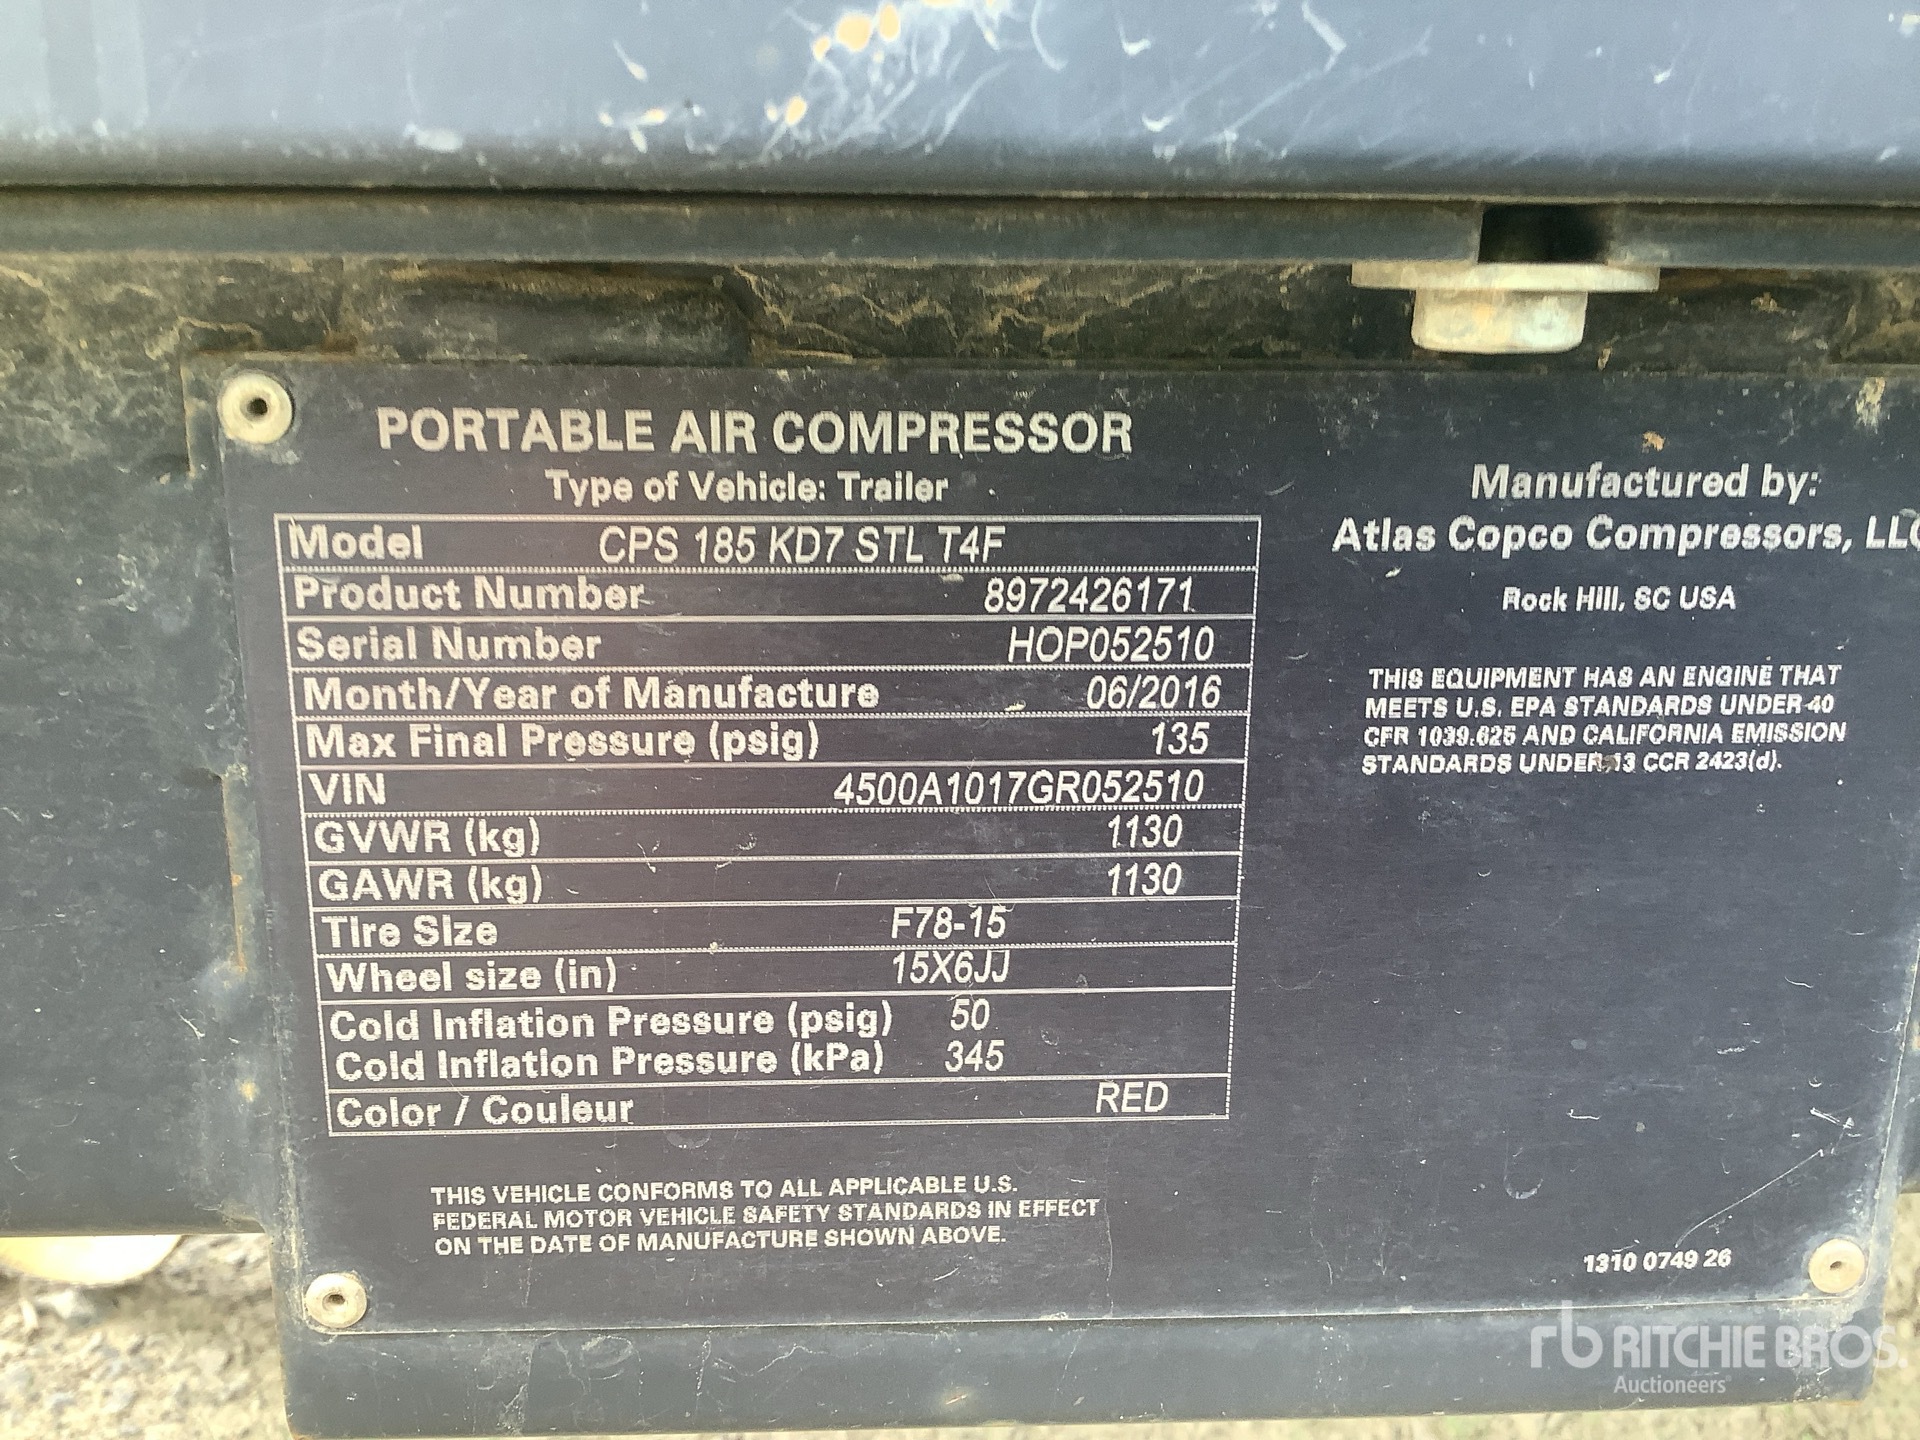 PORTABLE AIR COMPRESSOR
Type of Vehicle: Trailer
Model CPS 185 KD7 STL T4F
Product Number 8972426171
Serial Number HOP052510
Month/Year of Manufacture 06/2016
Max Final Pressure (psig) 135
VIN 4500A1017GR052510
GVWR (kg) 1130
GAWR (kg) 1130
Tire Size F78-15
Wheel size (in) 15X6JJ
Cold Inflation Pressure (psig) 50
Cold Inflation Pressure (kPa) 345
Color / Couleur RED
THIS VEHICLE CONFORMS TO ALL APPLICABLE U.S.
FEDERAL MOTOR VEHICLE SAFETY STANDARDS IN EFFECT
ON THE DATE OF MANUFACTURE SHOWN ABOVE.
Manufactured by:
Atlas Copco Compressors, LLC
Rock Hill, SC USA
THIS EQUIPMENT HAS AN ENGINE THAT
MEETS U.S. EPA STANDARDS UNDER 40
CFR 1039.625 AND CALIFORNIA EMISSION
STANDARDS UNDER 13 CCR 2423(d).
1310 0749 26
rb RITCHIE BROS.
Auctioneers